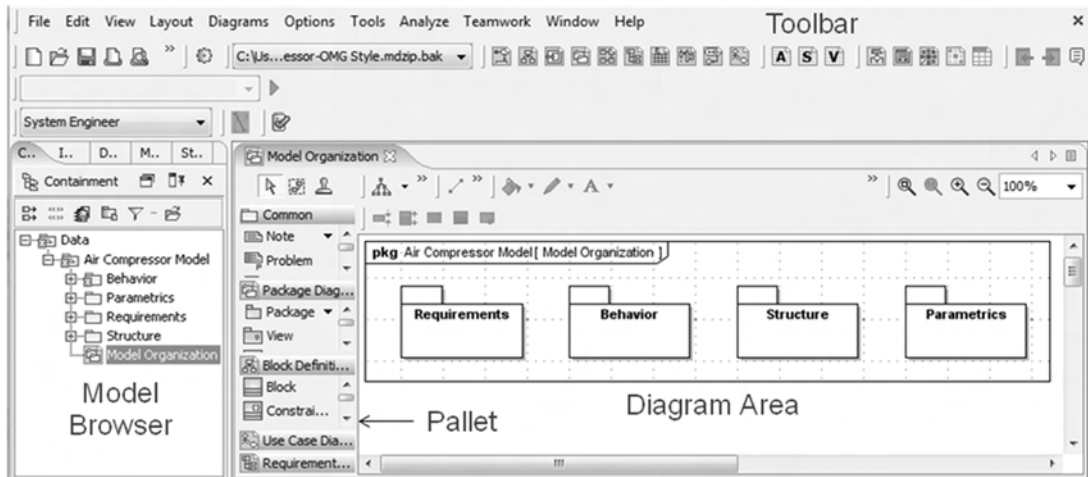 File Edit View Layout Diagrams Options Tools Analyze Teamwork Window Help
Toolbar
C:\Us...essor-OMG Style.mdzip.bak
A S V
System Engineer
C.. I.. D.. M.. St..
Containment
Data
Air Compressor Model
Behavior
Parametrics
Requirements
Structure
Model Organization
Model
Browser
Model Organization
A
100%
Common
Note
Problem
Package Diag...
Package
View
Block Definiti...
Block
Constrai...
Use Case Dia...
Requirement...
pkg Air Compressor Model[ Model Organization ]
Requirements
Behavior
Structure
Parametrics
Diagram Area
Pallet